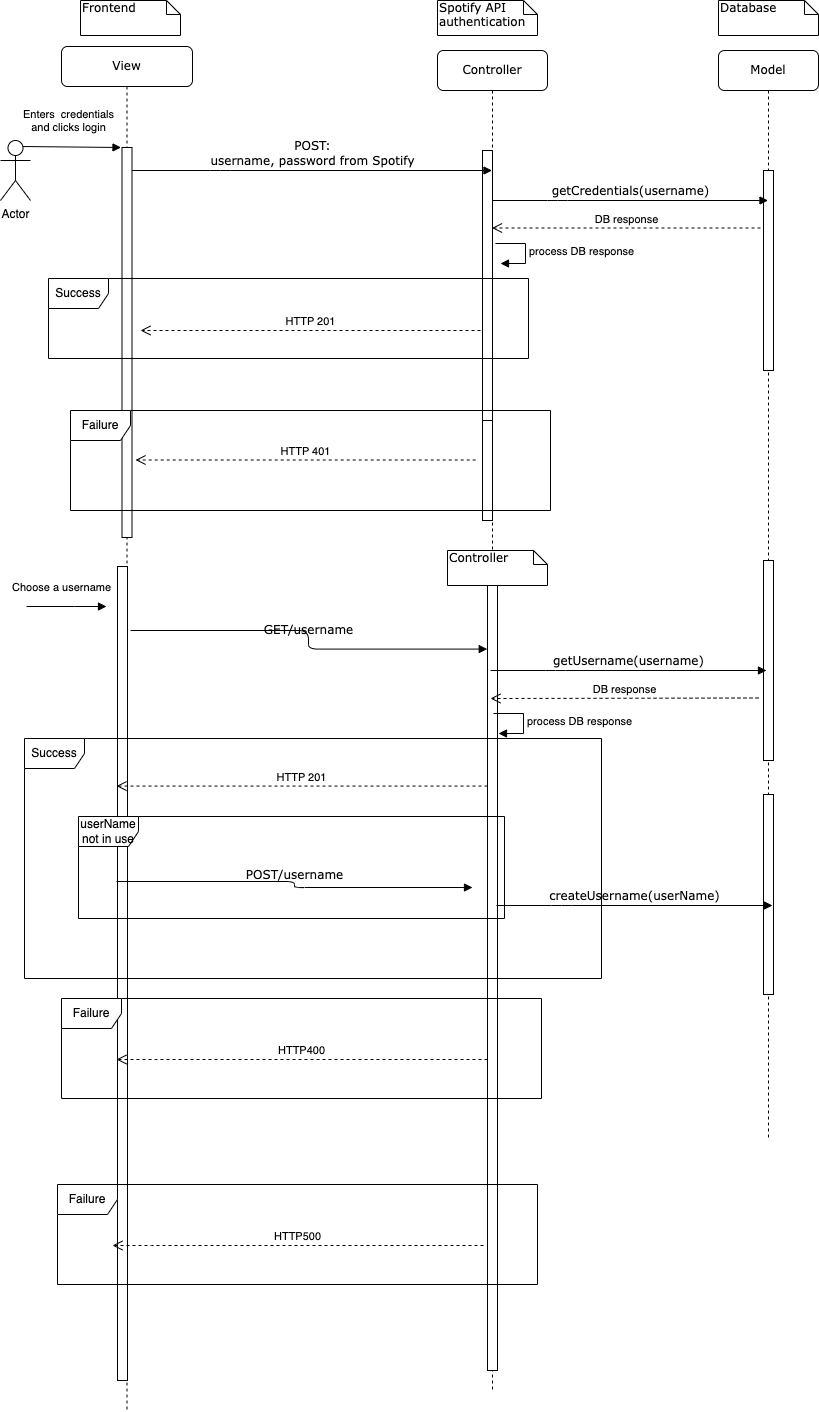 Frontend
Spotify API
authentication
Database
View
Controller
Model
Enters credentials
and clicks login
Actor
POST:
username, password from Spotify
getCredentials(username)
DB response
process DB response
Success
HTTP 201
Failure
HTTP 401
Controller
Choose a username
GET/username
getUsername(username)
DB response
process DB response
Success
HTTP 201
userName
not in use
POST/username
createUsername(userName)
Failure
HTTP400
Failure
HTTP500